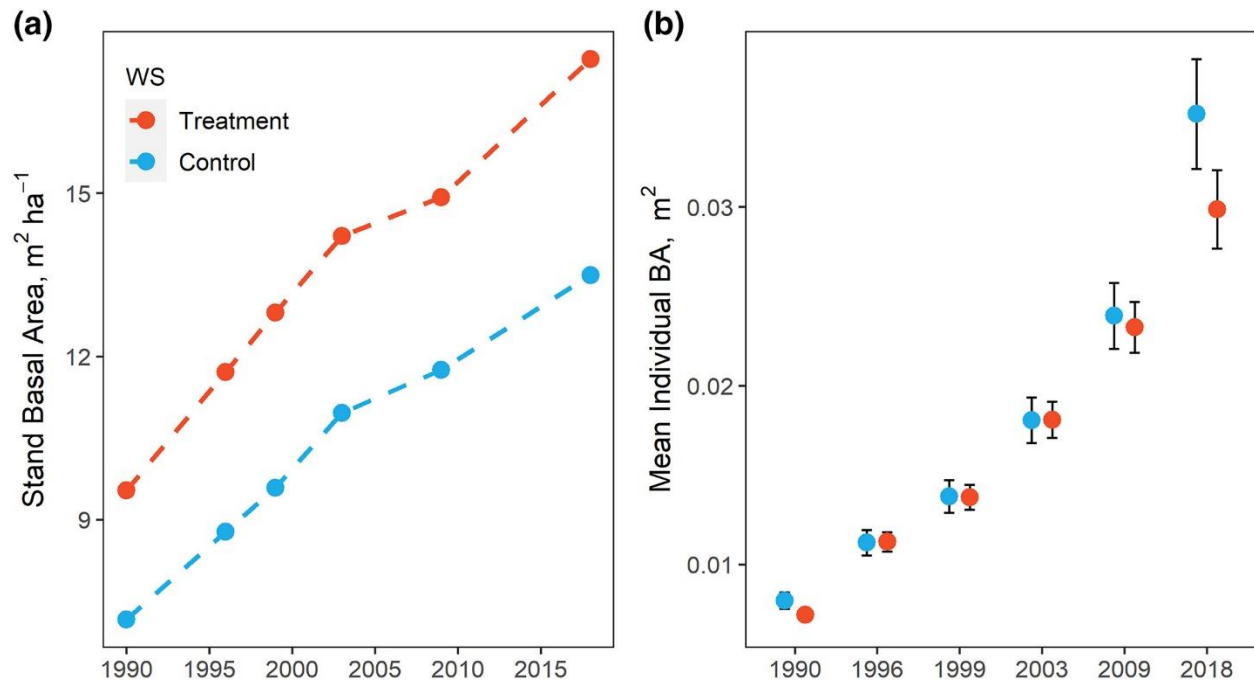 (a)
WS
Treatment
Control
Stand Basal Area, m² ha⁻¹
15
12
9
1990 1995 2000 2005 2010 2015
(b)
Mean Individual BA, m²
0.03
0.02
0.01
1990 1996 1999 2003 2009 2018